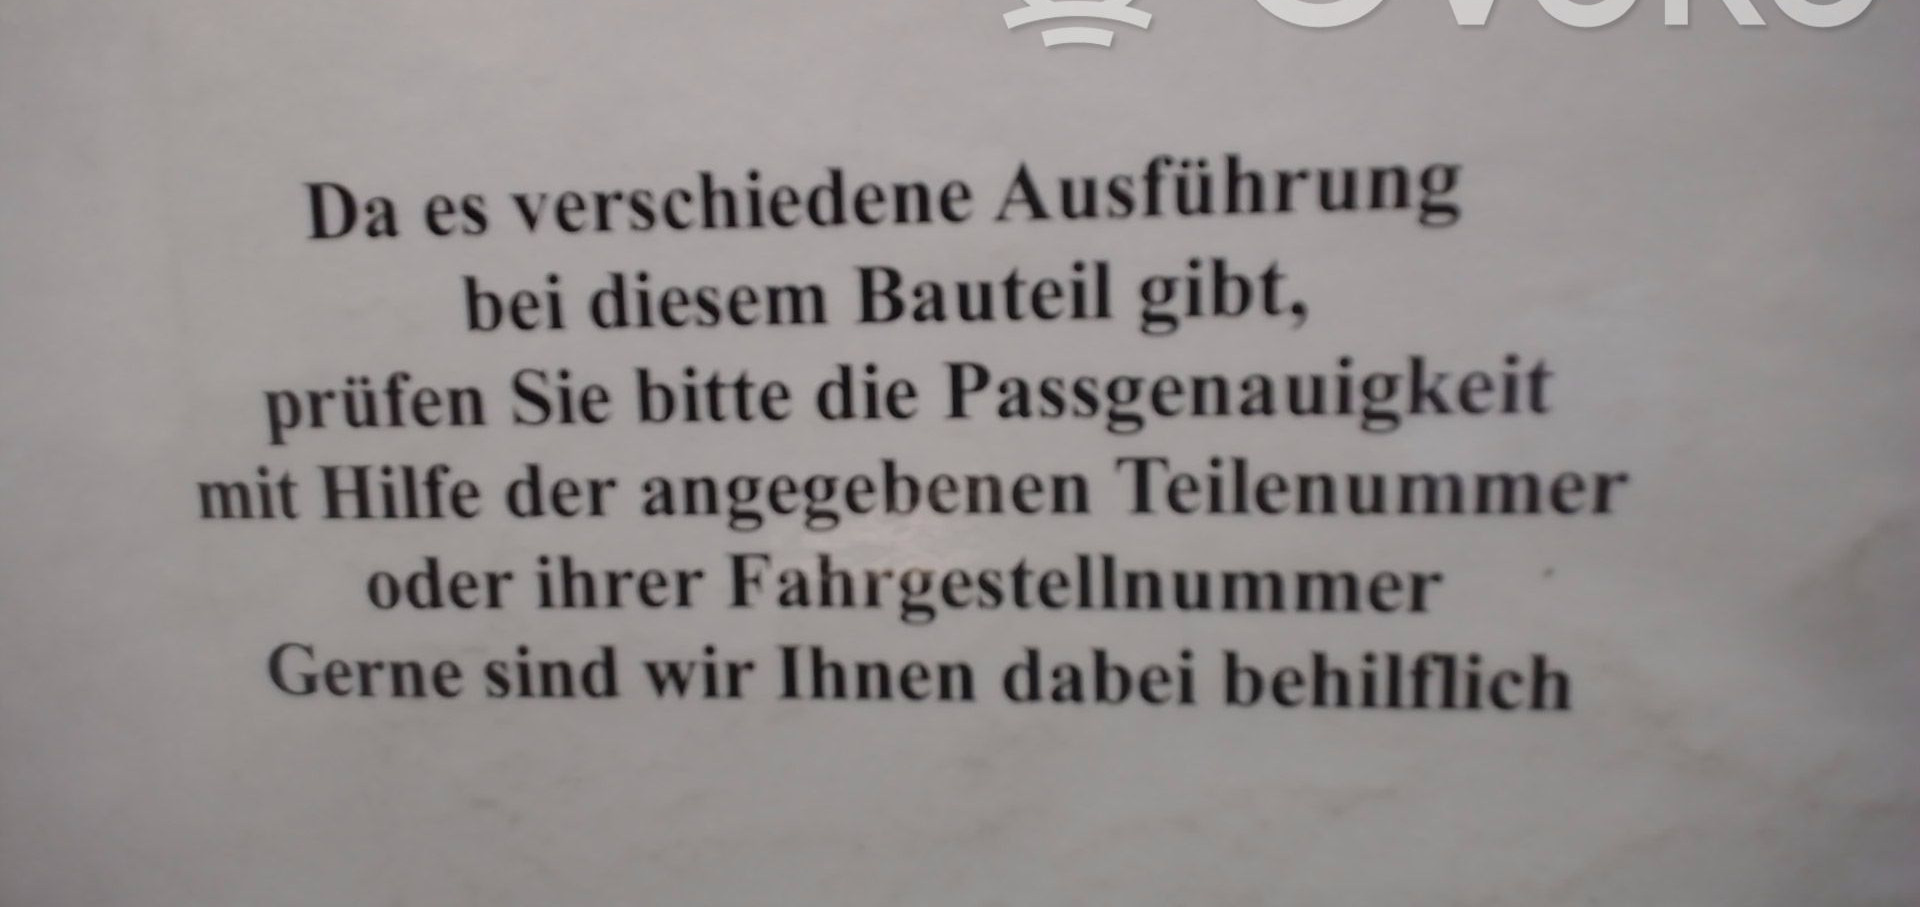 Da es verschiedene Ausführung
bei diesem Bauteil gibt,
prüfen Sie bitte die Passgenauigkeit
mit Hilfe der angegebenen Teilenummer
oder ihrer Fahrgestellnummer
Gerne sind wir Ihnen dabei behilflich